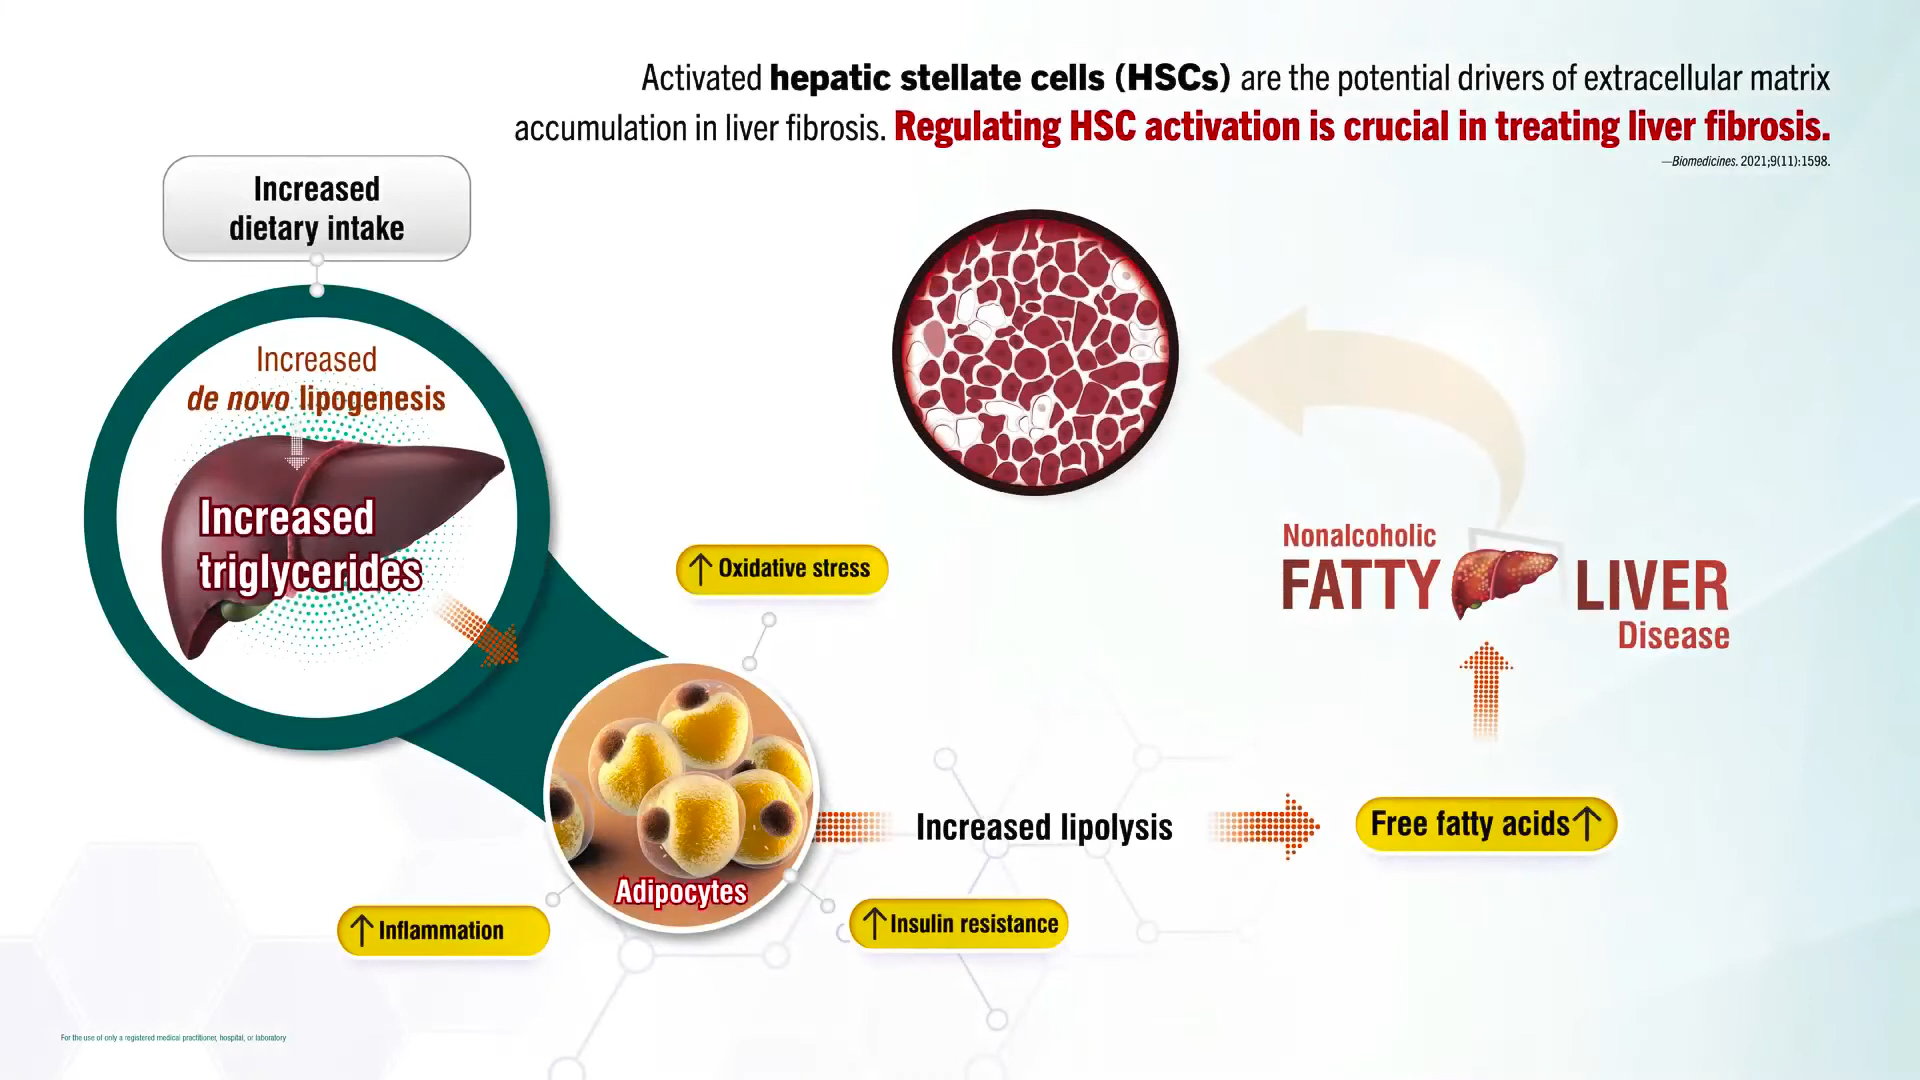 Activated hepatic stellate cells (HSCs) are the potential drivers of extracellular matrix
accumulation in liver fibrosis. Regulating HSC activation is crucial in treating liver fibrosis.
—Biomedicines. 2021;9(11):1598.
Increased
dietary intake
Increased
de novo lipogenesis
Increased
triglycerides
↑ Oxidative stress
Nonalcoholic
FATTY LIVER
Disease
Increased lipolysis
Free fatty acids↑
Adipocytes
↑ Inflammation
↑ Insulin resistance
For the use of only a registered medical practitioner, hospital, or laboratory